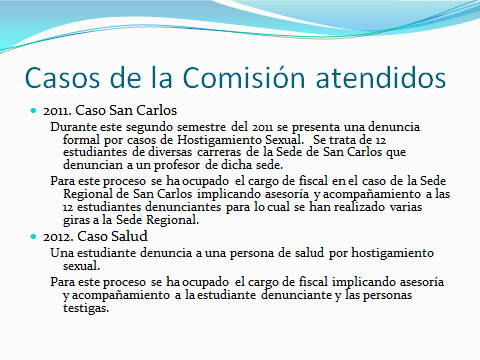 Casos de la Comisión atendidos
2011. Caso San Carlos
Durante este segundo semestre del 2011 se presenta una denuncia
formal por casos de Hostigamiento Sexual. Se trata de 12
estudiantes de diversas carreras de la Sede de San Carlos que
denuncian a un profesor de dicha sede.
Para este proceso se ha ocupado el cargo de fiscal en el caso de la Sede
Regional de San Carlos implicando asesoría y acompañamiento a las
12 estudiantes denunciantes para lo cual se han realizado varias
giras a la Sede Regional.
2012. Caso Salud
Una estudiante denuncia a una persona de salud por hostigamiento
sexual.
Para este proceso se ha ocupado el cargo de fiscal implicando asesoría
y acompañamiento a la estudiante denunciante y las personas
testigas.